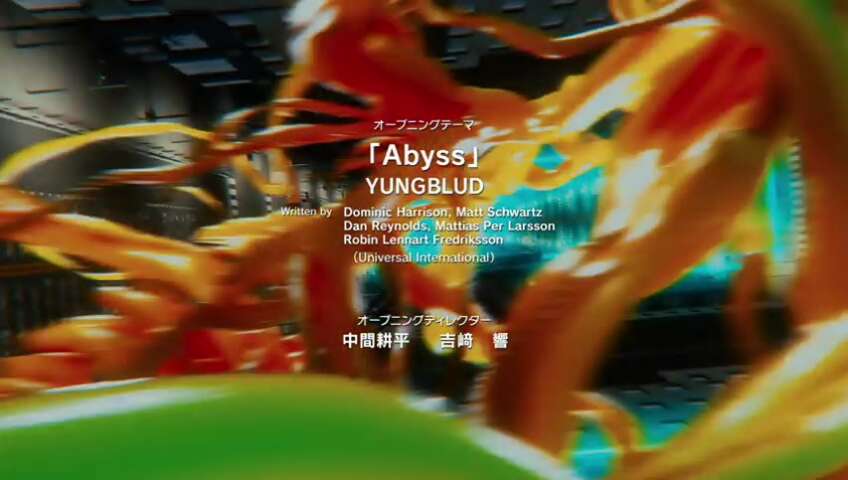 オープニングテーマ
「Abyss」
YUNGBLUD
Written by Dominic Harrison, Matt Schwartz
Dan Reynolds, Mattias Per Larsson
Robin Lennart Fredriksson
(Universal International)
オープニングディレクター
中間耕平 吉﨑 響